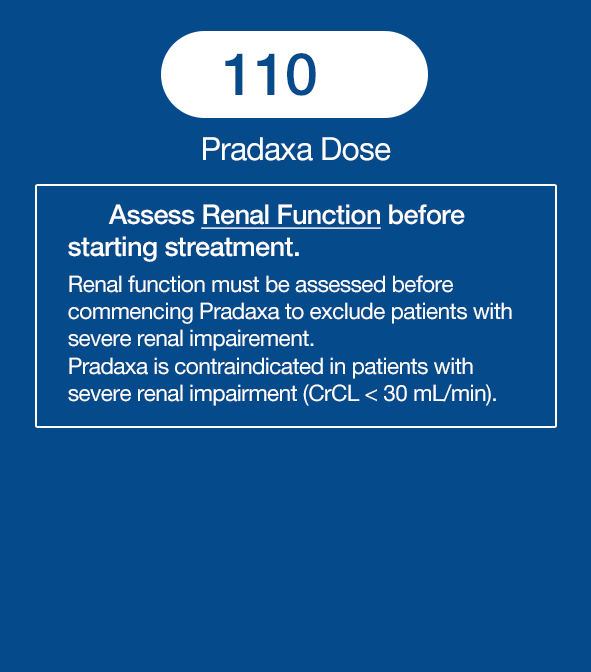 110
Pradaxa Dose
Assess Renal Function before
starting streatment.
Renal function must be assessed before
commencing Pradaxa to exclude patients with
severe renal impairement.
Pradaxa is contraindicated in patients with
severe renal impairment (CrCL < 30 mL/min).